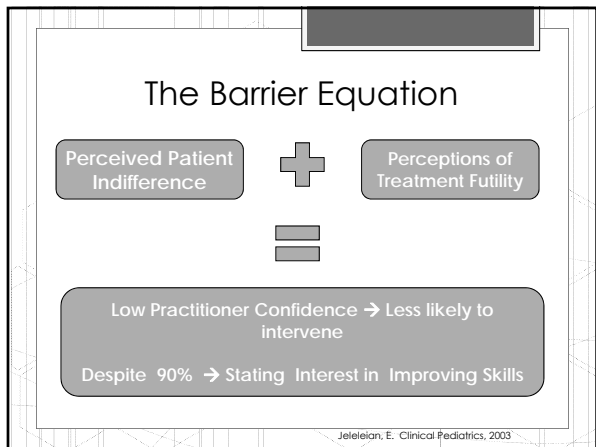 The Barrier Equation
Perceived Patient
Indifference
Perceptions of
Treatment Futility
Low Practitioner Confidence → Less likely to
intervene
Despite 90% → Stating Interest in Improving Skills
Jeleleian, E. Clinical Pediatrics, 2003